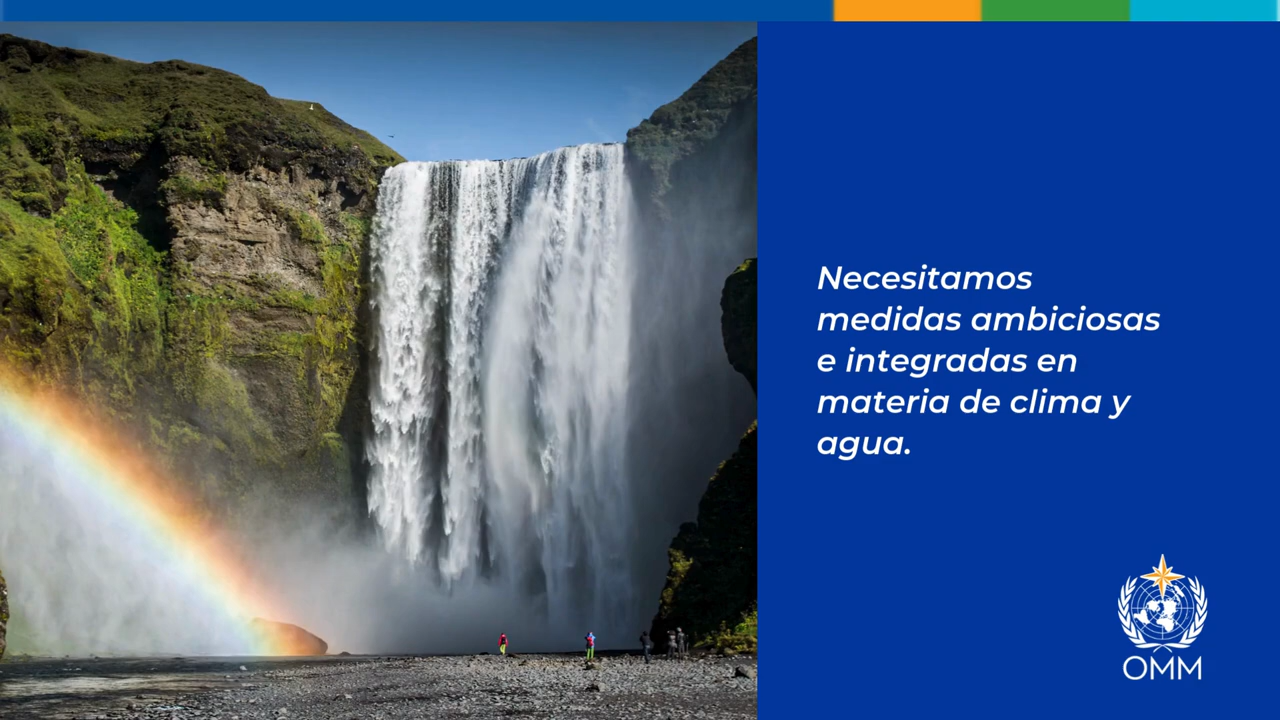 Necesitamos
medidas ambiciosas
e integradas en
materia de clima y
agua.
OMM